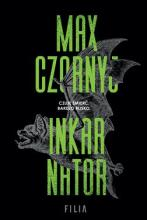 MAX
CZORNYJ
CZUJĘ ŚMIERĆ.
BARDZO BLISKO.
INKAR
NATOR
FILIA